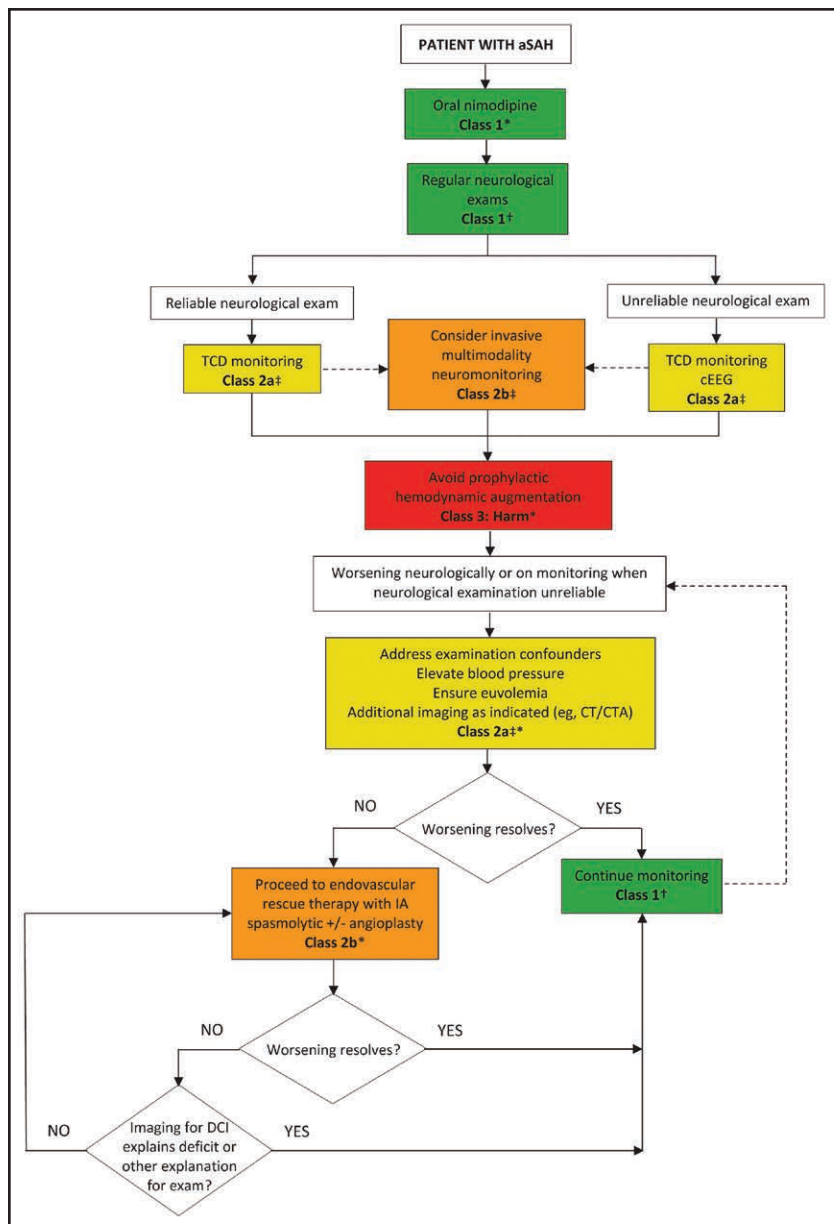 PATIENT WITH aSAH
Oral nimodipine
Class 1*
Regular neurological
exams
Class 1†
Reliable neurological exam
Unreliable neurological exam
TCD monitoring
Class 2a‡
Consider invasive
multimodality
neuromonitoring
Class 2b‡
TCD monitoring
cEEG
Class 2a‡
Avoid prophylactic
hemodynamic augmentation
Class 3: Harm*
Worsening neurologically or on monitoring when
neurological examination unreliable
Address examination confounders
Elevate blood pressure
Ensure euvolemia
Additional imaging as indicated (eg, CT/CTA)
Class 2a‡*
NO
YES
Worsening resolves?
Proceed to endovascular
rescue therapy with IA
spasmolytic +/- angioplasty
Class 2b*
Continue monitoring
Class 1†
NO
YES
Worsening resolves?
NO
YES
Imaging for DCI
explains deficit or
other explanation
for exam?